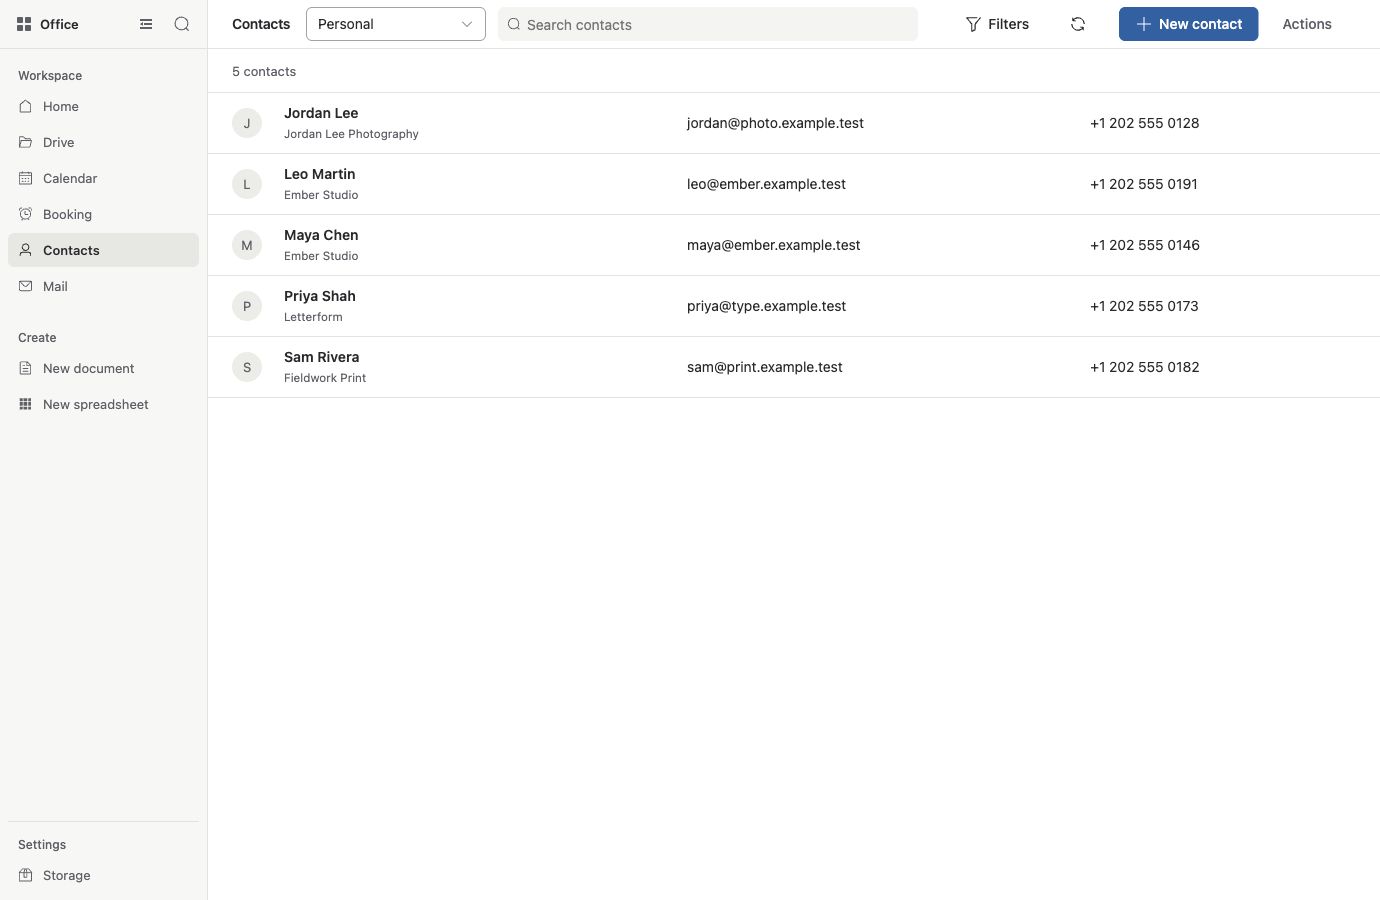 Office
Contacts
Personal
Search contacts
Filters
New contact
Actions
Workspace
Home
Drive
Calendar
Booking
Contacts
Mail
Create
New document
New spreadsheet
Settings
Storage
5 contacts
J
Jordan Lee
Jordan Lee Photography
jordan@photo.example.test
+1 202 555 0128
L
Leo Martin
Ember Studio
leo@ember.example.test
+1 202 555 0191
M
Maya Chen
Ember Studio
maya@ember.example.test
+1 202 555 0146
P
Priya Shah
Letterform
priya@type.example.test
+1 202 555 0173
S
Sam Rivera
Fieldwork Print
sam@print.example.test
+1 202 555 0182